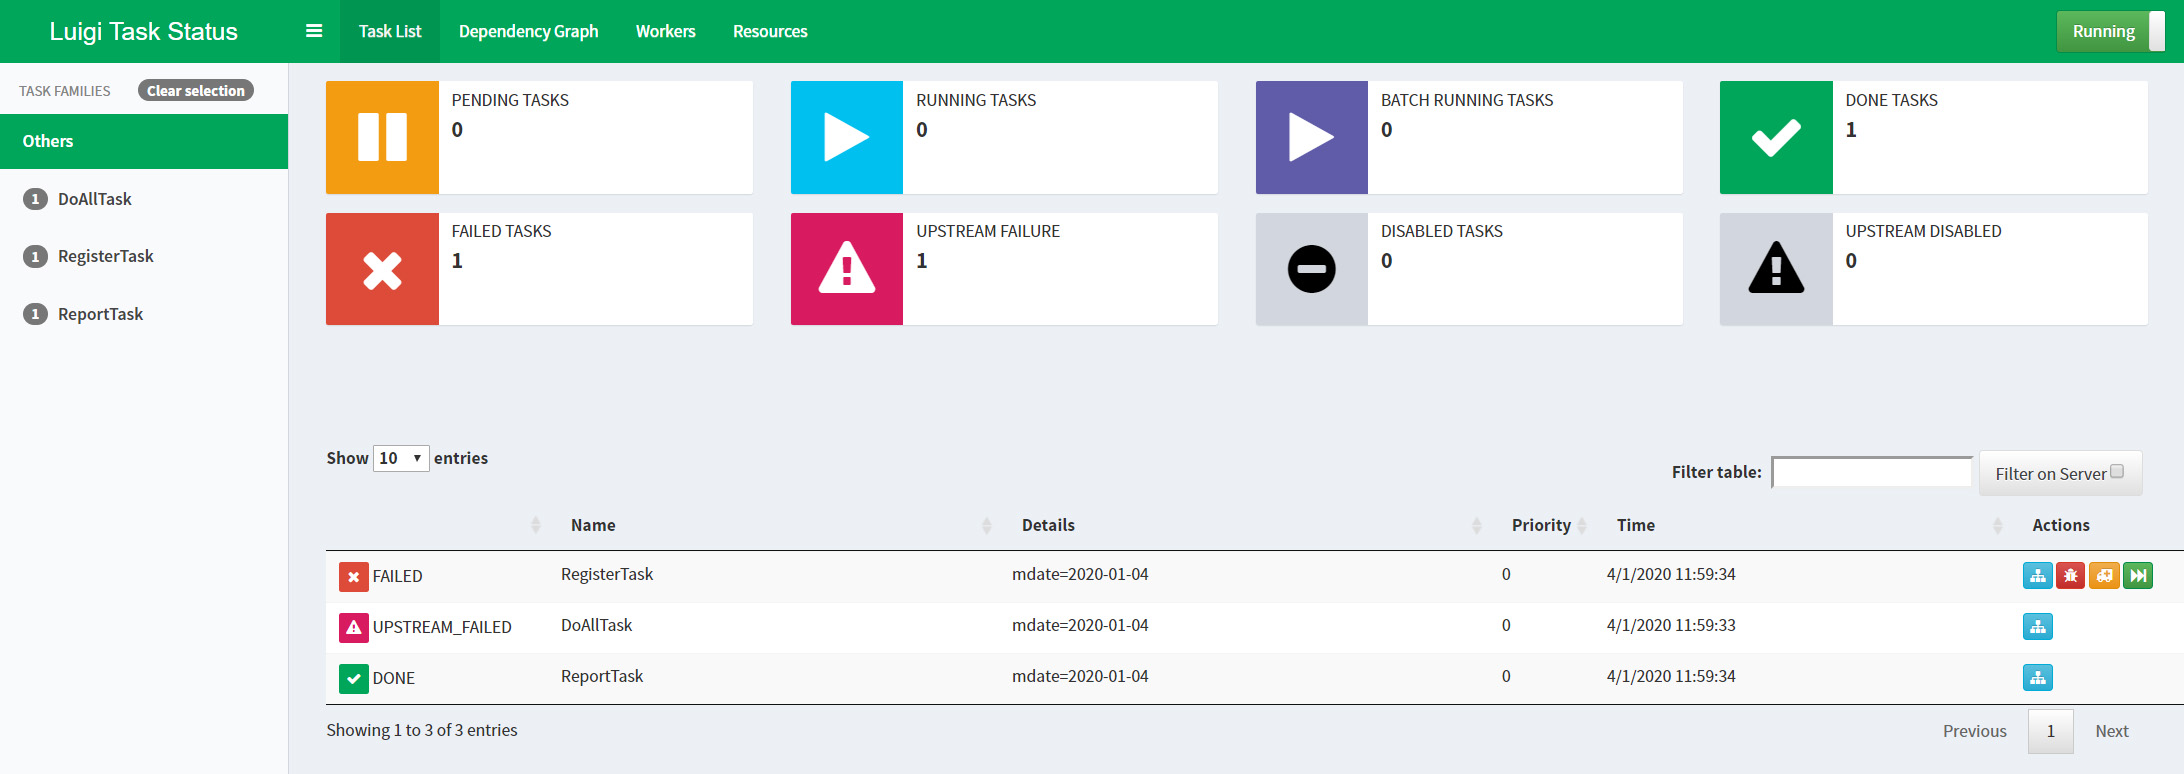 Luigi Task Status
Task List
Dependency Graph
Workers
Resources
Running
TASK FAMILIES
Clear selection
Others
1 DoAllTask
1 RegisterTask
1 ReportTask
PENDING TASKS
0
RUNNING TASKS
0
BATCH RUNNING TASKS
0
DONE TASKS
1
FAILED TASKS
1
UPSTREAM FAILURE
1
DISABLED TASKS
0
UPSTREAM DISABLED
0
Show 10 entries
Filter table:
Filter on Server
Name Details Priority Time Actions
FAILED RegisterTask mdate=2020-01-04 0 4/1/2020 11:59:34
UPSTREAM_FAILED DoAllTask mdate=2020-01-04 0 4/1/2020 11:59:33
DONE ReportTask mdate=2020-01-04 0 4/1/2020 11:59:34
Showing 1 to 3 of 3 entries
Previous 1 Next